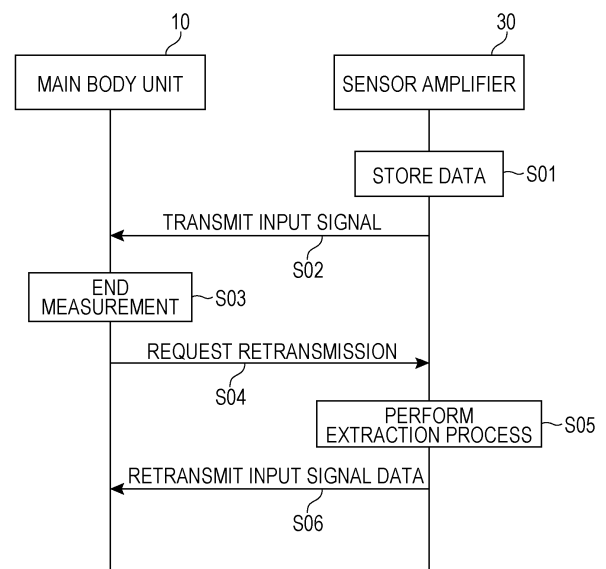 10
30
MAIN BODY UNIT
SENSOR AMPLIFIER
STORE DATA
S01
TRANSMIT INPUT SIGNAL
S02
END
MEASUREMENT
S03
REQUEST RETRANSMISSION
S04
PERFORM
EXTRACTION PROCESS
S05
RETRANSMIT INPUT SIGNAL DATA
S06